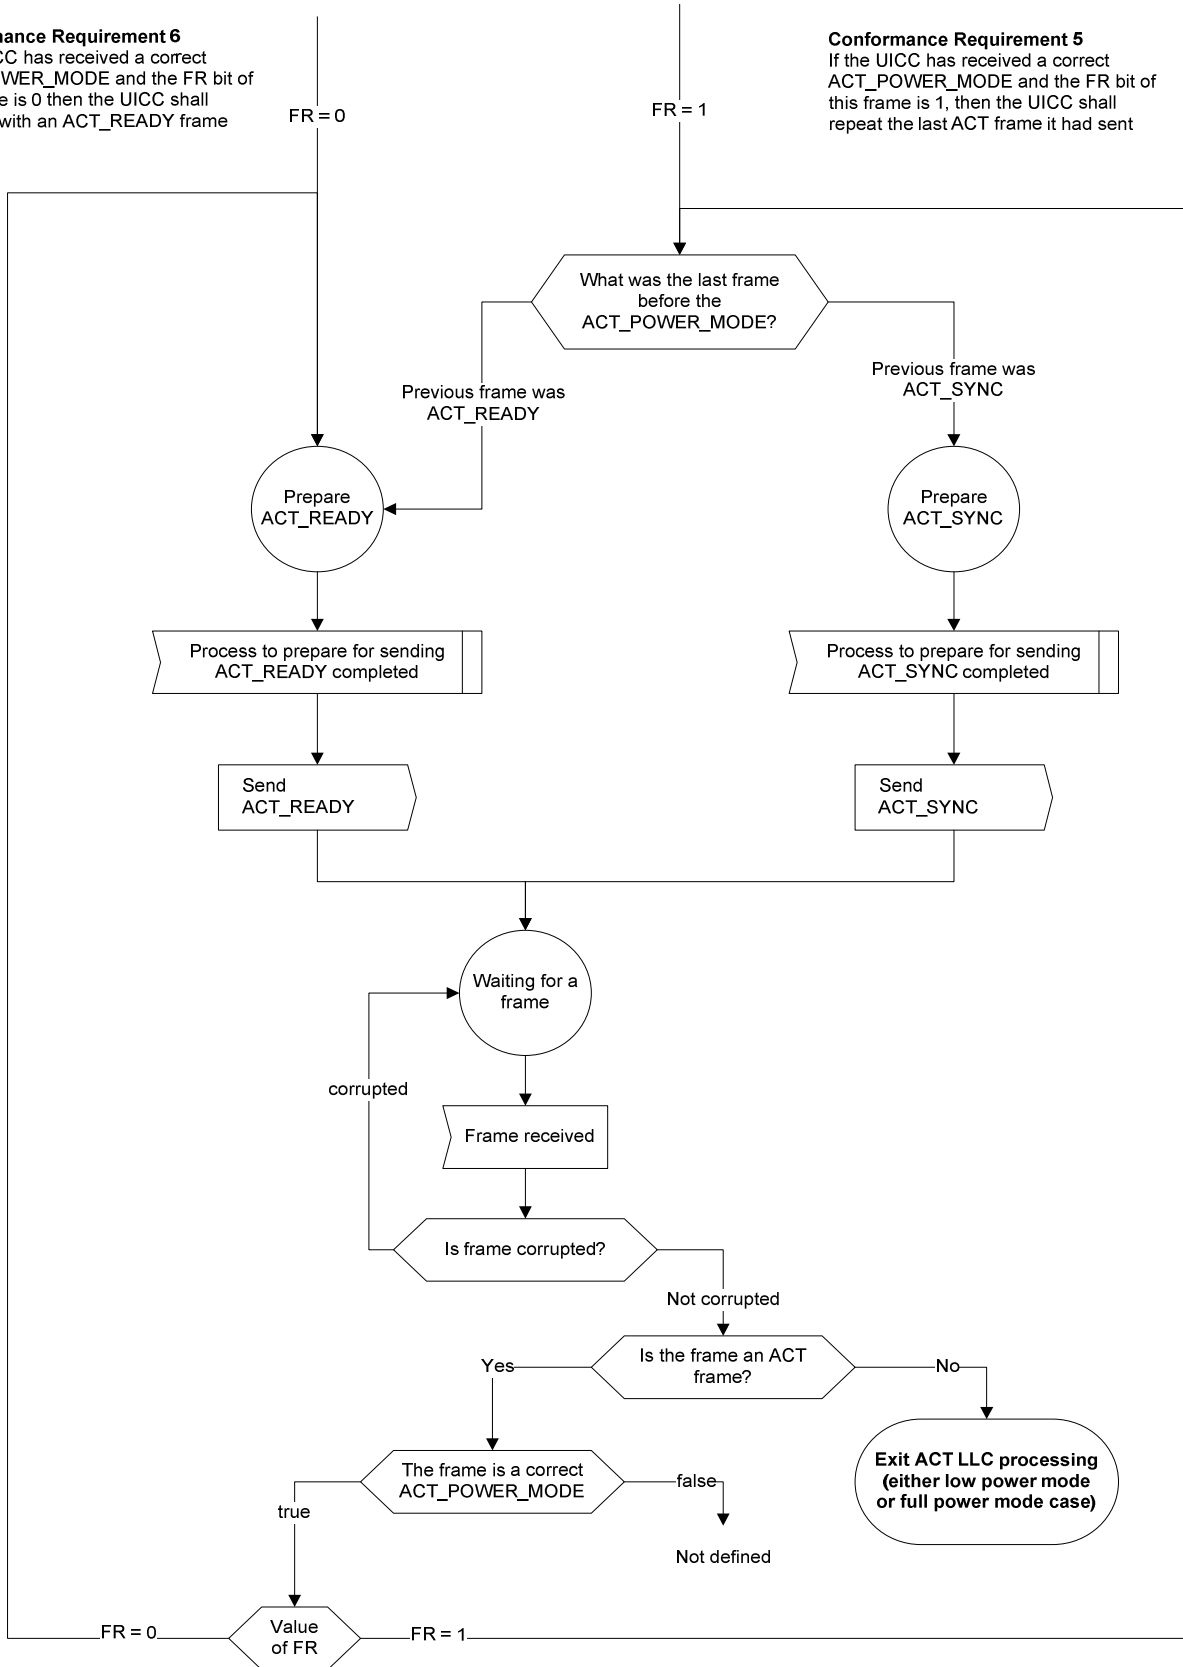 nance Requirement 6
CC has received a correct
OWER_MODE and the FR bit of
e is 0 then the UICC shall
with an ACT_READY frame
FR = 0
FR = 1
Conformance Requirement 5
If the UICC has received a correct
ACT_POWER_MODE and the FR bit of
this frame is 1, then the UICC shall
repeat the last ACT frame it had sent
What was the last frame
before the
ACT_POWER_MODE?
Previous frame was
ACT_READY
Previous frame was
ACT_SYNC
Prepare
ACT_READY
Prepare
ACT_SYNC
Process to prepare for sending
ACT_READY completed
Process to prepare for sending
ACT_SYNC completed
Send
ACT_READY
Send
ACT_SYNC
Waiting for a
frame
corrupted
Frame received
Is frame corrupted?
Not corrupted
Is the frame an ACT
frame?
Yes
No
The frame is a correct
ACT_POWER_MODE
Exit ACT LLC processing
(either low power mode
or full power mode case)
true
false
Not defined
Value
of FR
FR = 0
FR = 1